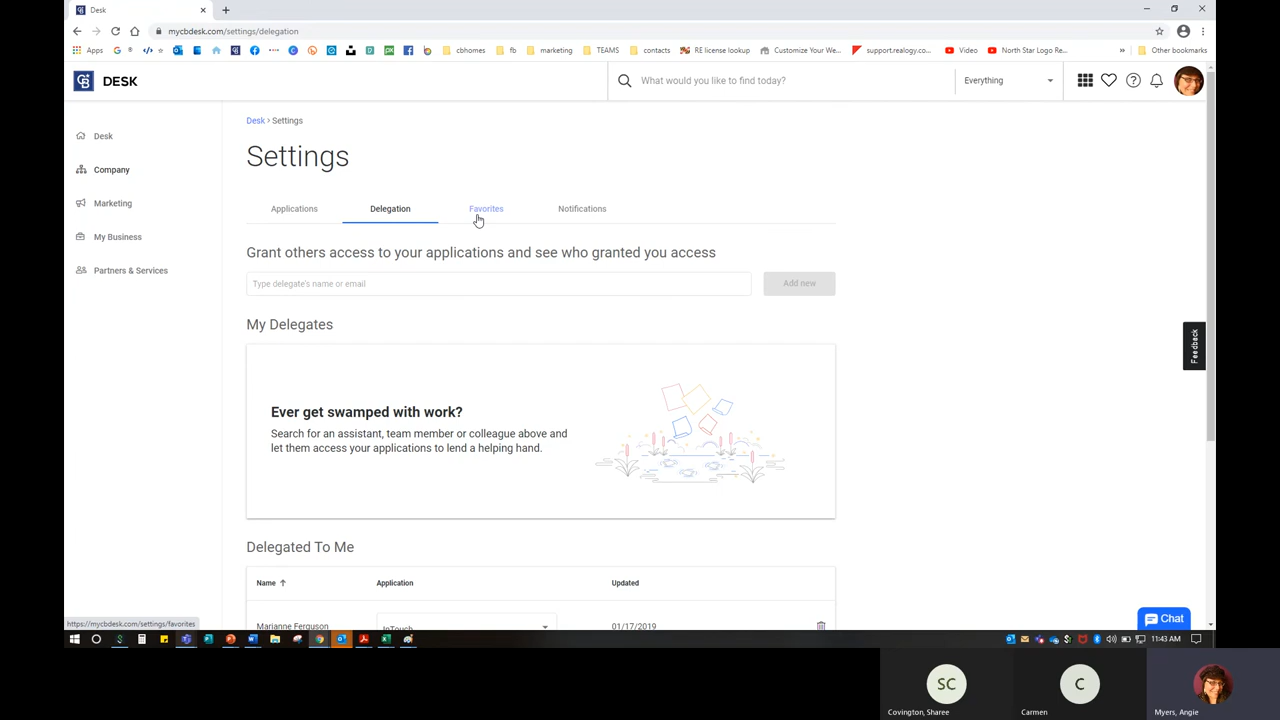 Desk
mycbdesk.com/settings/delegation
Apps
cbhomes
fb
marketing
TEAMS
contacts
RE license lookup
Customize Your We...
support.realogy.co...
Video
North Star Logo Re...
»
Other bookmarks
DESK
What would you like to find today?
Everything
Desk > Settings
Desk
Settings
Company
Marketing
Applications
Delegation
Favorites
Notifications
My Business
Grant others access to your applications and see who granted you access
Partners & Services
Type delegate's name or email
Add new
My Delegates
Feedback
Ever get swamped with work?
Search for an assistant, team member or colleague above and
let them access your applications to lend a helping hand.
Delegated To Me
Name ↑
Application
Updated
Marianne Ferguson
InTouch
01/17/2019
Chat
https://mycbdesk.com/settings/favorites
11:43 AM
SC
C
Covington, Sharee
Carmen
Myers, Angie